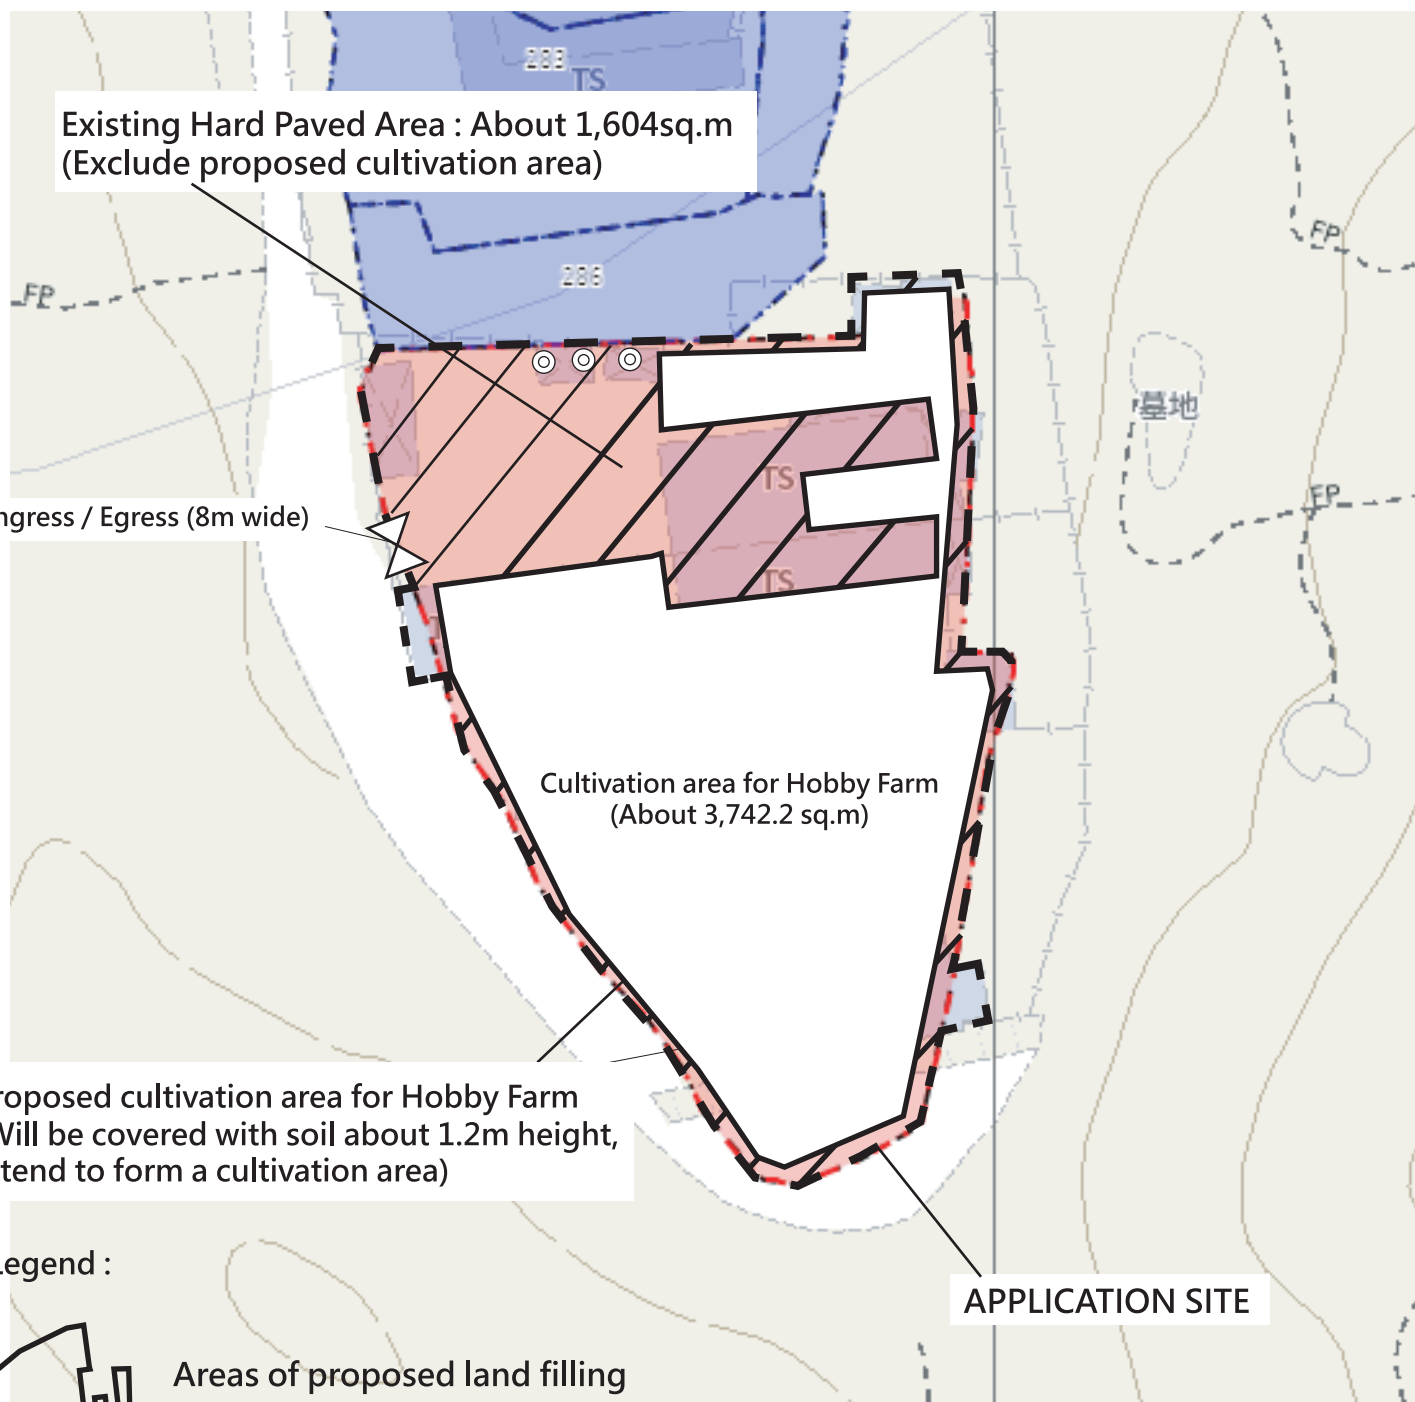 283
TS
Existing Hard Paved Area : About 1,604sq.m
(Exclude proposed cultivation area)
FP
286
FP
墓地
TS
FP
ngress / Egress (8m wide)
TS
Cultivation area for Hobby Farm
(About 3,742.2 sq.m)
roposed cultivation area for Hobby Farm
Will be covered with soil about 1.2m height,
tend to form a cultivation area)
Legend :
APPLICATION SITE
Areas of proposed land filling